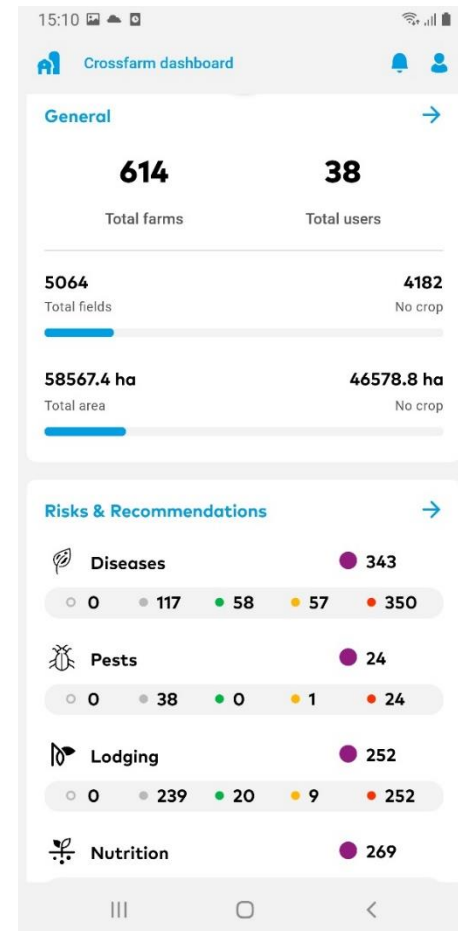 15:10
Crossfarm dashboard
General
614 38
Total farms Total users
5064 4182
Total fields No crop
58567.4 ha 46578.8 ha
Total area No crop
Risks & Recommendations
Diseases 343
0 117 58 57 350
Pests 24
0 38 0 1 24
Lodging 252
0 239 20 9 252
Nutrition 269